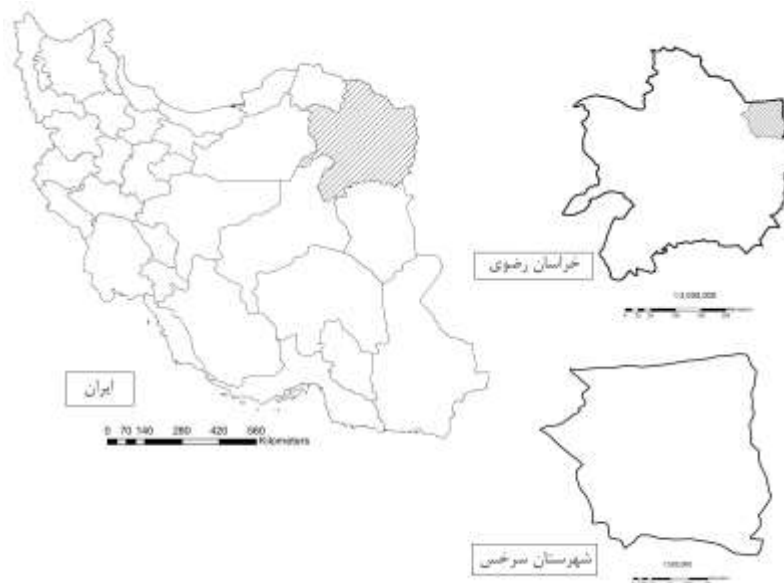 ایران
0 70 140 280 420 560
Kilometers
خراسان رضوی
شهرستان سرخس